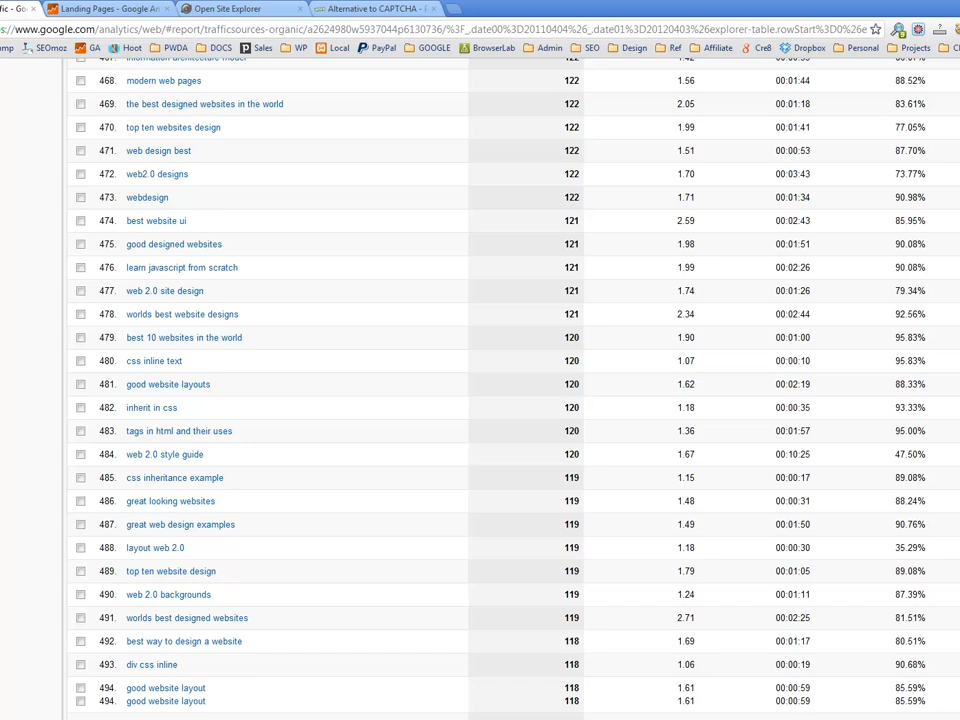 fic - Go Landing Pages - Google An Open Site Explorer Alternative to CAPTCHA - i
s://www.google.com/analytics/web/#report/trafficsources-organic/a2624980w5937044p6130736/%3F_.date00%3D20110404%26_.date01%3D20120403%26explorer-table.rowStart%3D0%26e
amp SEOmoz GA Host PWDA DOCS Sales WP Local PayPal GOOGLE BrowserLab Admin SEO Design Ref Affiliate Cre8 Dropbox Personal Projects
468. modern web pages 122 1.56 00:01:44 88.52%
469. the best designed websites in the world 122 2.05 00:01:18 83.61%
470. top ten websites design 122 1.99 00:01:41 77.05%
471. web design best 122 1.51 00:00:53 87.70%
472. web2.0 designs 122 1.70 00:03:43 73.77%
473. webdesign 122 1.71 00:01:34 90.98%
474. best website ui 121 2.59 00:02:43 85.95%
475. good designed websites 121 1.98 00:01:51 90.08%
476. learn javascript from scratch 121 1.99 00:02:26 90.08%
477. web 2.0 site design 121 1.74 00:01:26 79.34%
478. worlds best website designs 121 2.34 00:02:44 92.56%
479. best 10 websites in the world 120 1.90 00:01:00 95.83%
480. css inline text 120 1.07 00:00:10 95.83%
481. good website layouts 120 1.62 00:02:19 88.33%
482. inherit in css 120 1.18 00:00:35 93.33%
483. tags in html and their uses 120 1.36 00:01:57 95.00%
484. web 2.0 style guide 120 1.67 00:10:25 47.50%
485. css inheritance example 119 1.15 00:00:17 89.08%
486. great looking websites 119 1.48 00:00:31 88.24%
487. great web design examples 119 1.49 00:01:50 90.76%
488. layout web 2.0 119 1.18 00:00:30 35.29%
489. top ten website design 119 1.79 00:01:05 89.08%
490. web 2.0 backgrounds 119 1.24 00:01:11 87.39%
491. worlds best designed websites 119 2.71 00:02:25 81.51%
492. best way to design a website 118 1.69 00:01:17 80.51%
493. div css inline 118 1.06 00:00:19 90.68%
494. good website layout 118 1.61 00:00:59 85.59%
494. good website layout 118 1.61 00:00:59 85.59%